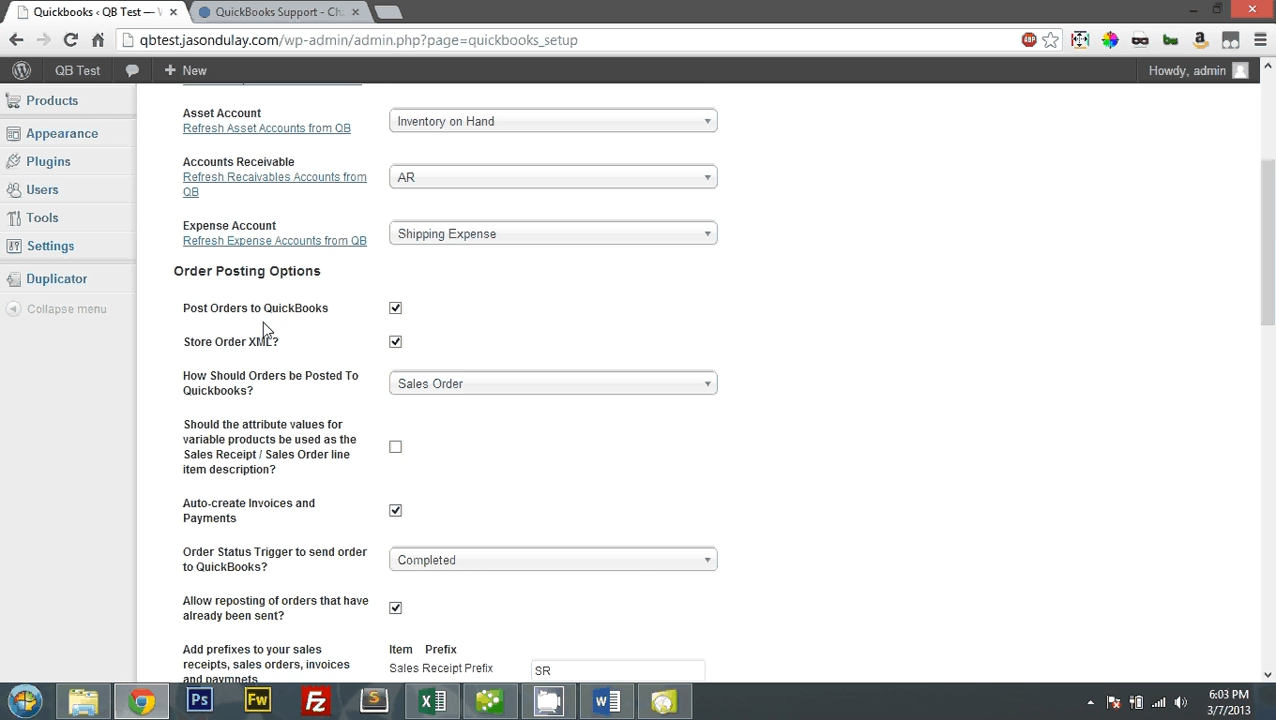 Quickbooks ‹ QB Test — W
QuickBooks Support - Cha
qbtest.jasondulay.com/wp-admin/admin.php?page=quickbooks_setup
QB Test
New
Howdy, admin
Products
Appearance
Plugins
Users
Tools
Settings
Duplicator
Collapse menu
Asset Account
Refresh Asset Accounts from QB
Inventory on Hand
Accounts Receivable
Refresh Recaivables Accounts from
QB
AR
Expense Account
Refresh Expense Accounts from QB
Shipping Expense
Order Posting Options
Post Orders to QuickBooks
Store Order XML?
How Should Orders be Posted To
Quickbooks?
Sales Order
Should the attribute values for
variable products be used as the
Sales Receipt / Sales Order line
item description?
Auto-create Invoices and
Payments
Order Status Trigger to send order
to QuickBooks?
Completed
Allow reposting of orders that have
already been sent?
Add prefixes to your sales
receipts, sales orders, invoices
and paymnets
Item Prefix
Sales Receipt Prefix
SR
Ps
Fw
6:03 PM
3/7/2013